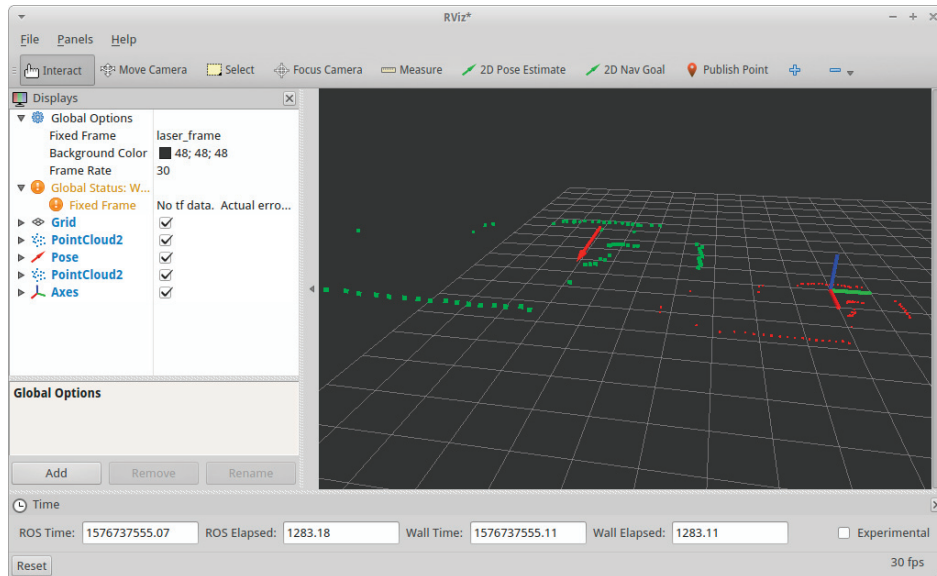 RViz*
File Panels Help
Interact Move Camera Select Focus Camera Measure 2D Pose Estimate 2D Nav Goal Publish Point
Displays
Global Options
Fixed Frame laser_frame
Background Color 48; 48; 48
Frame Rate 30
Global Status: W...
Fixed Frame No tf data. Actual erro...
Grid
PointCloud2
Pose
PointCloud2
Axes
Global Options
Add Remove Rename
Time
ROS Time: 1576737555.07 ROS Elapsed: 1283.18 Wall Time: 1576737555.11 Wall Elapsed: 1283.11 Experimental
Reset 30 fps